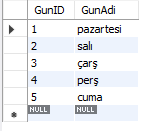 GunID GunAdi
1 pazartesi
2 salı
3 çarş
4 perş
5 cuma
NULL NULL